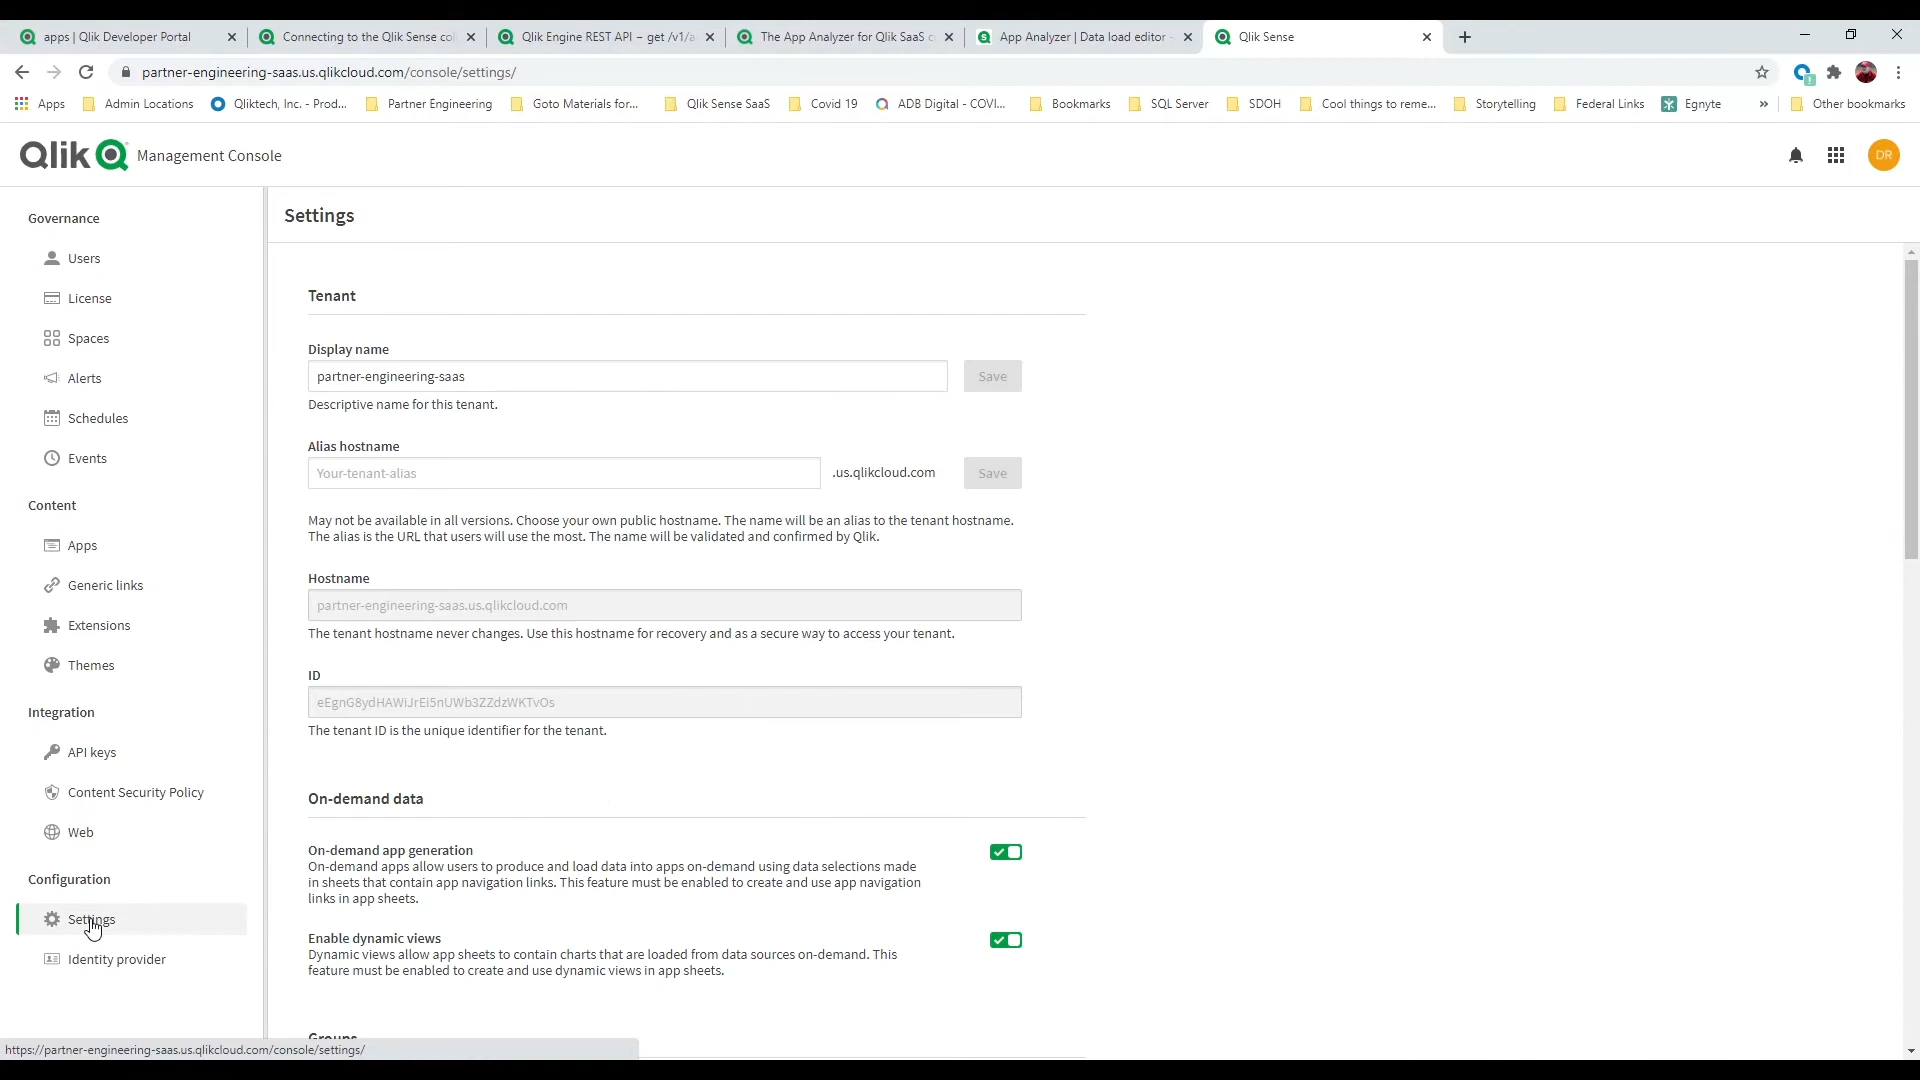 apps | Qlik Developer Portal
Connecting to the Qlik Sense co
Qlik Engine REST API – get /v1/a
The App Analyzer for Qlik SaaS c
App Analyzer | Data load editor -
Qlik Sense
partner-engineering-saas.us.qlikcloud.com/console/settings/
Apps
Admin Locations
Qliktech, Inc. - Prod...
Partner Engineering
Goto Materials for...
Qlik Sense SaaS
Covid 19
ADB Digital - COVI...
Bookmarks
SQL Server
SDOH
Cool things to reme...
Storytelling
Federal Links
Egnyte
»
Other bookmarks
Qlik Management Console
DR
Governance
Users
License
Spaces
Alerts
Schedules
Events
Content
Apps
Generic links
Extensions
Themes
Integration
API keys
Content Security Policy
Web
Configuration
Settings
Identity provider
Settings
Tenant
Display name
partner-engineering-saas
Save
Descriptive name for this tenant.
Alias hostname
Your-tenant-alias
.us.qlikcloud.com
Save
May not be available in all versions. Choose your own public hostname. The name will be an alias to the tenant hostname.
The alias is the URL that users will use the most. The name will be validated and confirmed by Qlik.
Hostname
partner-engineering-saas.us.qlikcloud.com
The tenant hostname never changes. Use this hostname for recovery and as a secure way to access your tenant.
ID
eEgnG8ydHAWiJrEi5nUWb3ZZdzWKTvOs
The tenant ID is the unique identifier for the tenant.
On-demand data
On-demand app generation
On-demand apps allow users to produce and load data into apps on-demand using data selections made
in sheets that contain app navigation links. This feature must be enabled to create and use app navigation
links in app sheets.
Enable dynamic views
Dynamic views allow app sheets to contain charts that are loaded from data sources on-demand. This
feature must be enabled to create and use dynamic views in app sheets.
Groups
https://partner-engineering-saas.us.qlikcloud.com/console/settings/